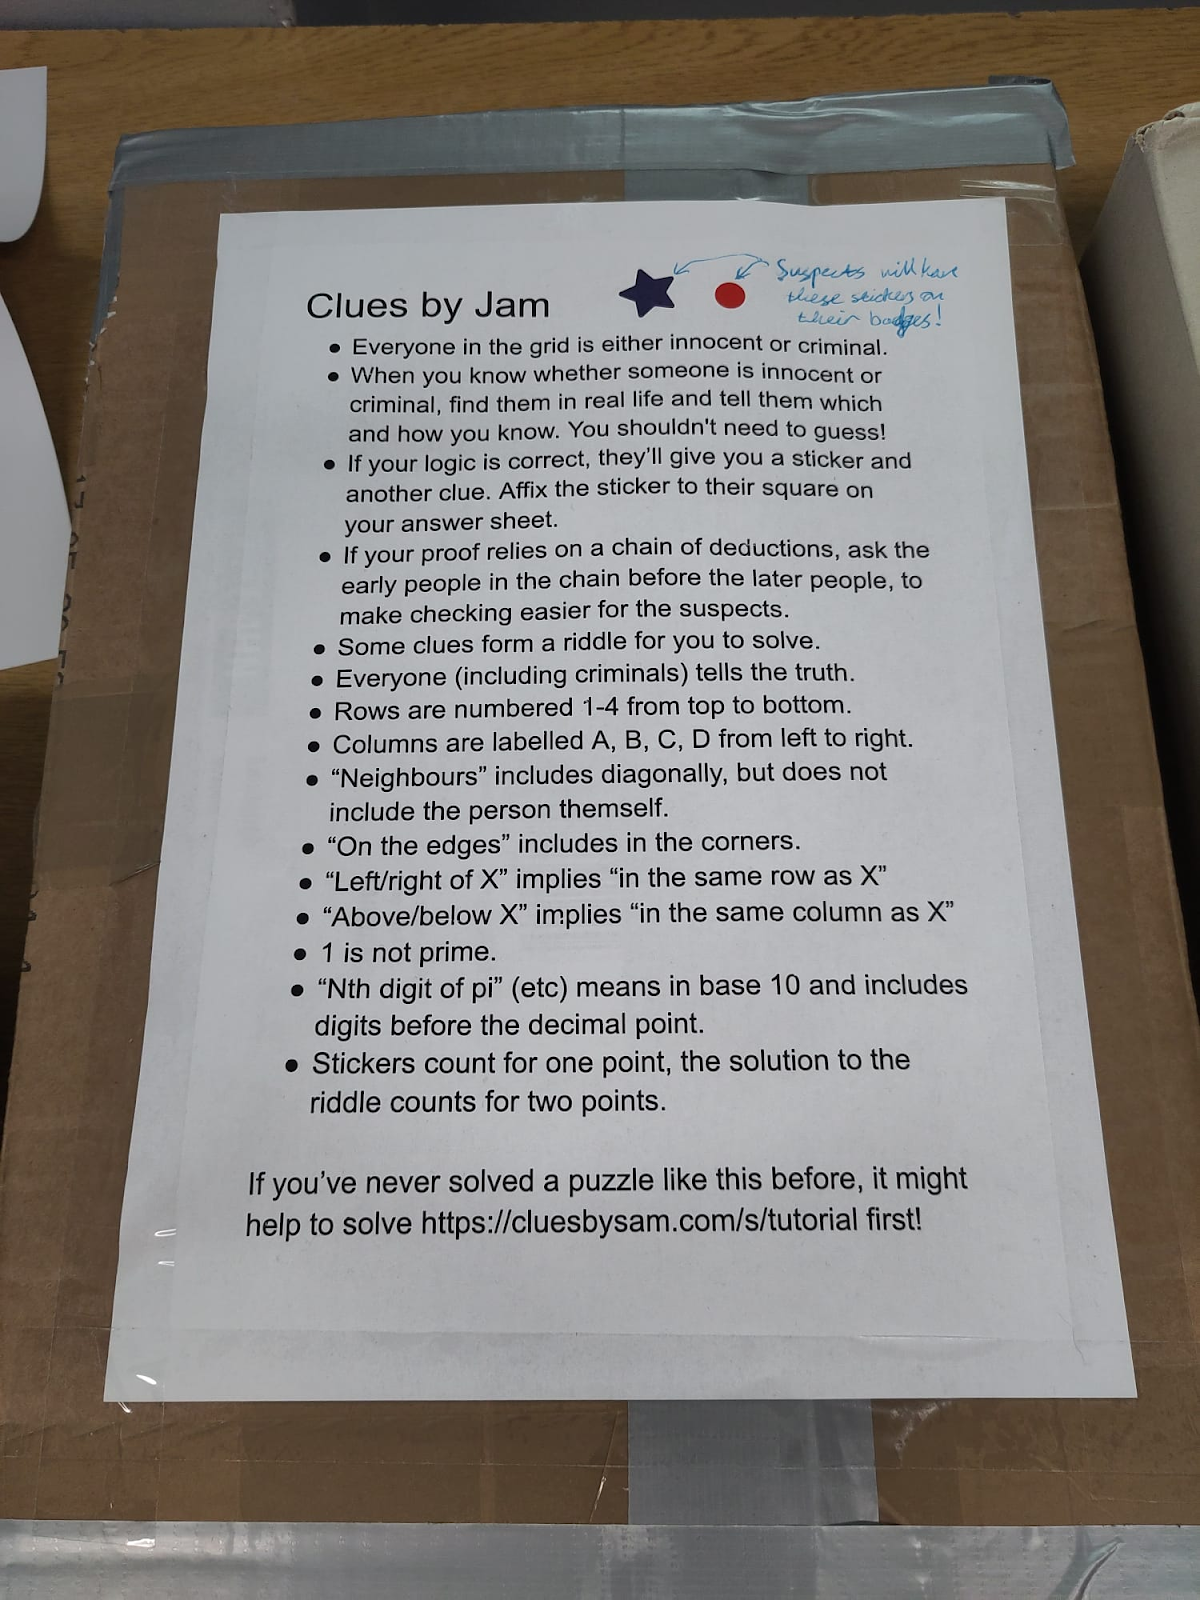 Suspects will have
these stickers on
their badges!
Clues by Jam
● Everyone in the grid is either innocent or criminal.
● When you know whether someone is innocent or
criminal, find them in real life and tell them which
and how you know. You shouldn't need to guess!
● If your logic is correct, they’ll give you a sticker and
another clue. Affix the sticker to their square on
your answer sheet.
● If your proof relies on a chain of deductions, ask the
early people in the chain before the later people, to
make checking easier for the suspects.
● Some clues form a riddle for you to solve.
● Everyone (including criminals) tells the truth.
● Rows are numbered 1-4 from top to bottom.
● Columns are labelled A, B, C, D from left to right.
● “Neighbours” includes diagonally, but does not
include the person themself.
● “On the edges” includes in the corners.
● “Left/right of X” implies “in the same row as X”
● “Above/below X” implies “in the same column as X”
● 1 is not prime.
● “Nth digit of pi” (etc) means in base 10 and includes
digits before the decimal point.
● Stickers count for one point, the solution to the
riddle counts for two points.
If you’ve never solved a puzzle like this before, it might
help to solve https://cluesbysam.com/s/tutorial first!